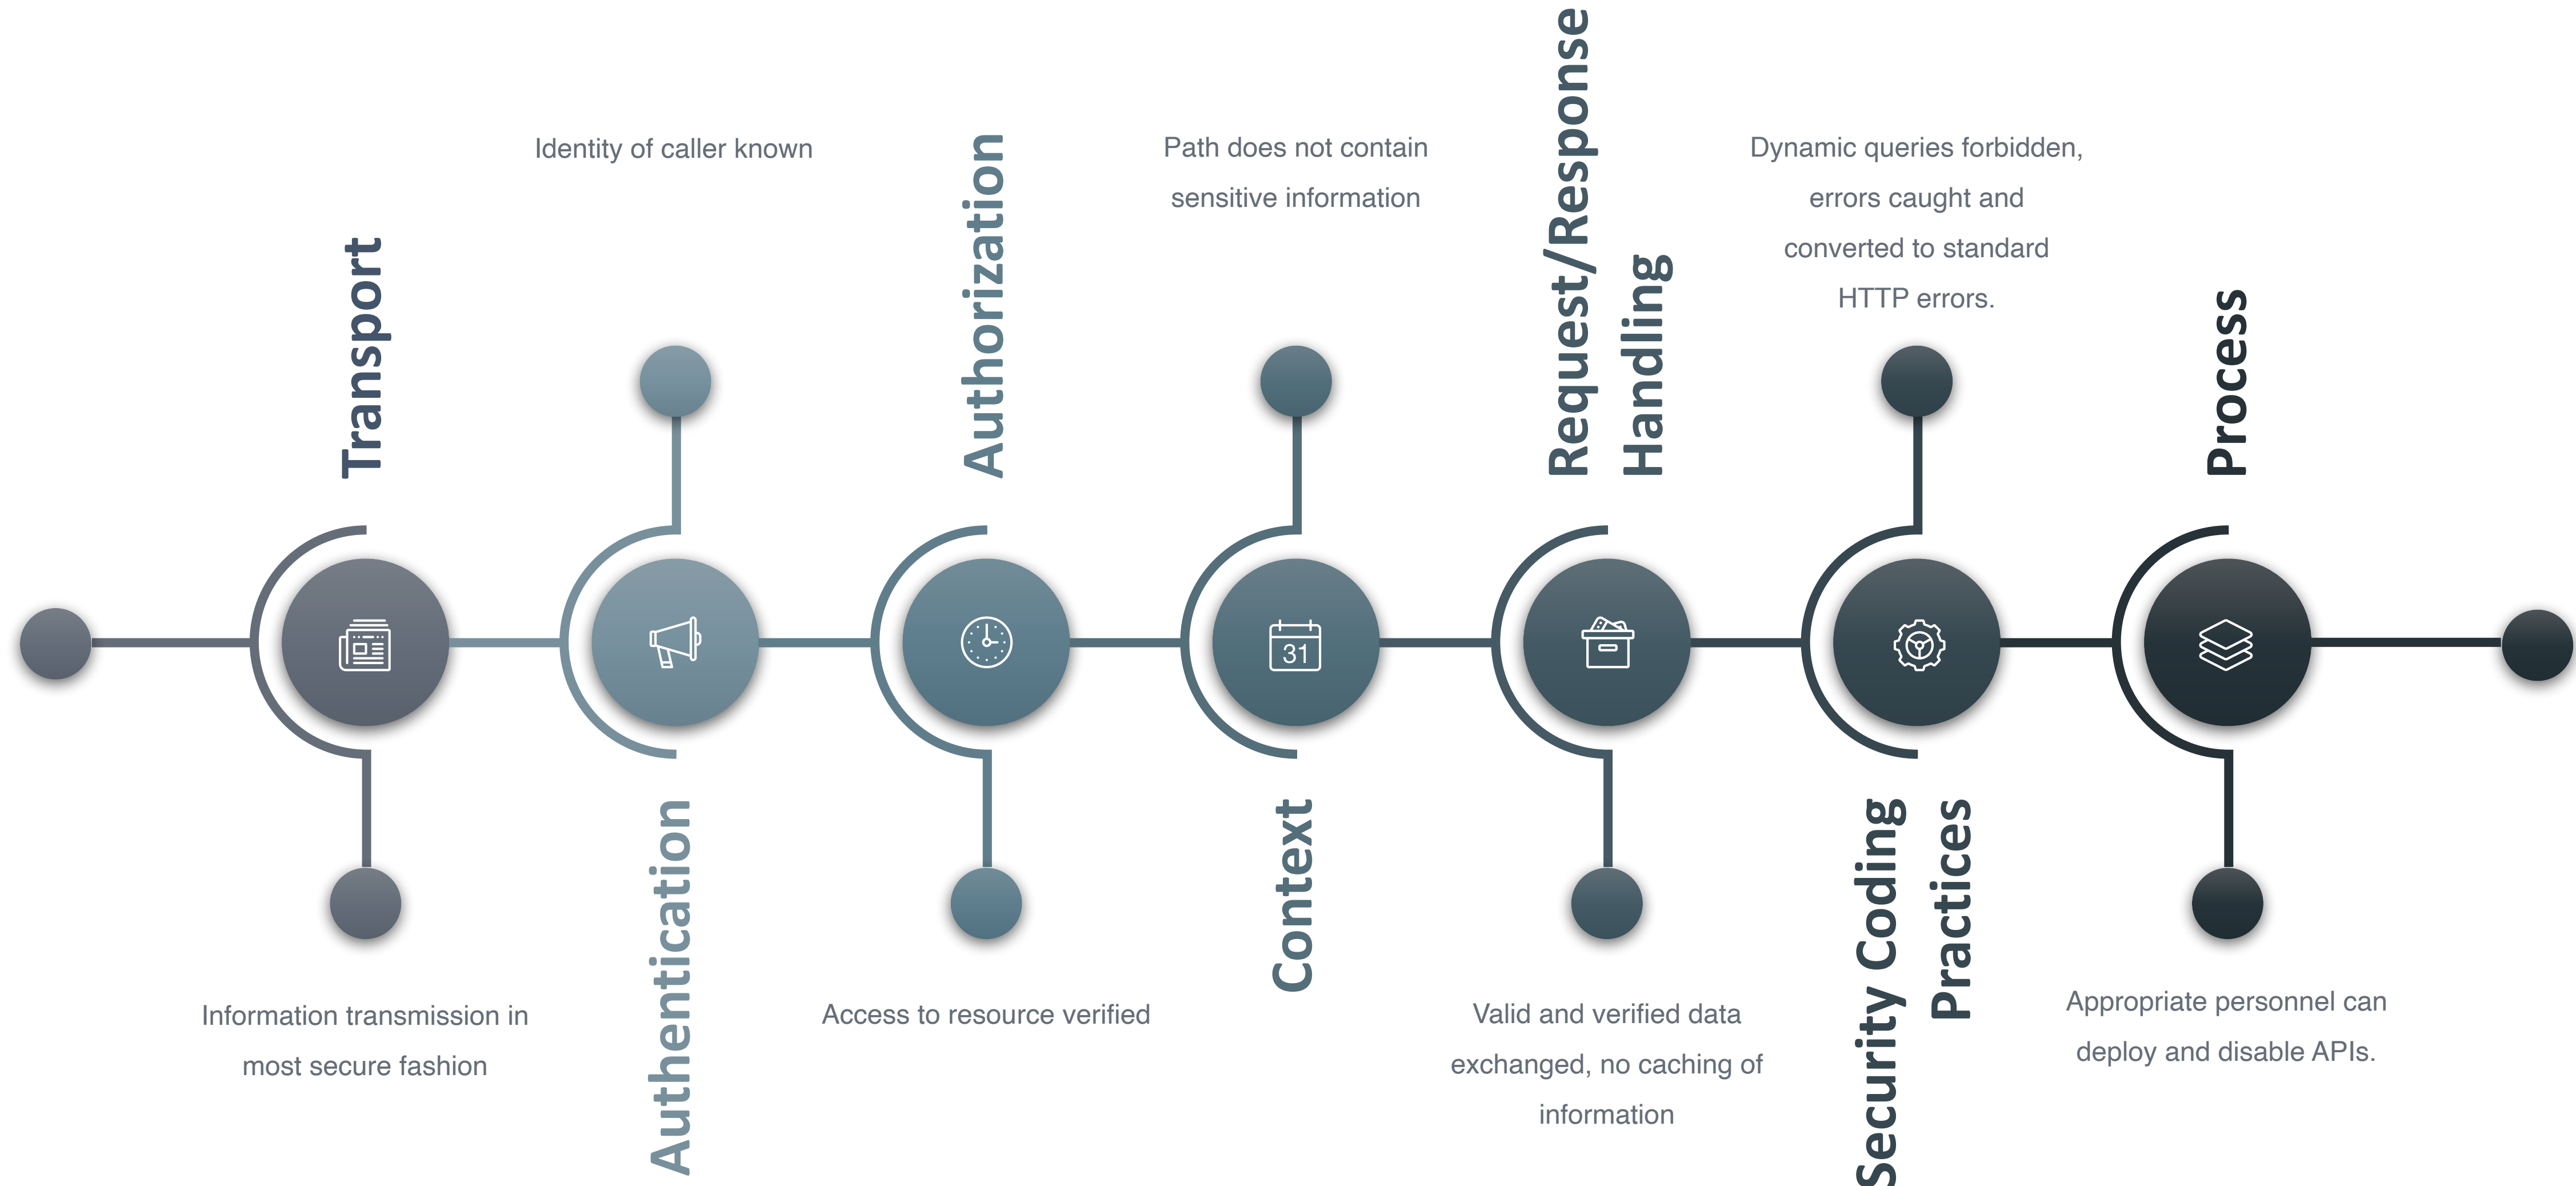 Transport
Information transmission in
most secure fashion
Identity of caller known
Authentication
Authorization
Access to resource verified
Path does not contain
sensitive information
31
Context
Request/Response
Handling
Valid and verified data
exchanged, no caching of
information
Dynamic queries forbidden,
errors caught and
converted to standard
HTTP errors.
Security Coding
Practices
Process
Appropriate personnel can
deploy and disable APIs.